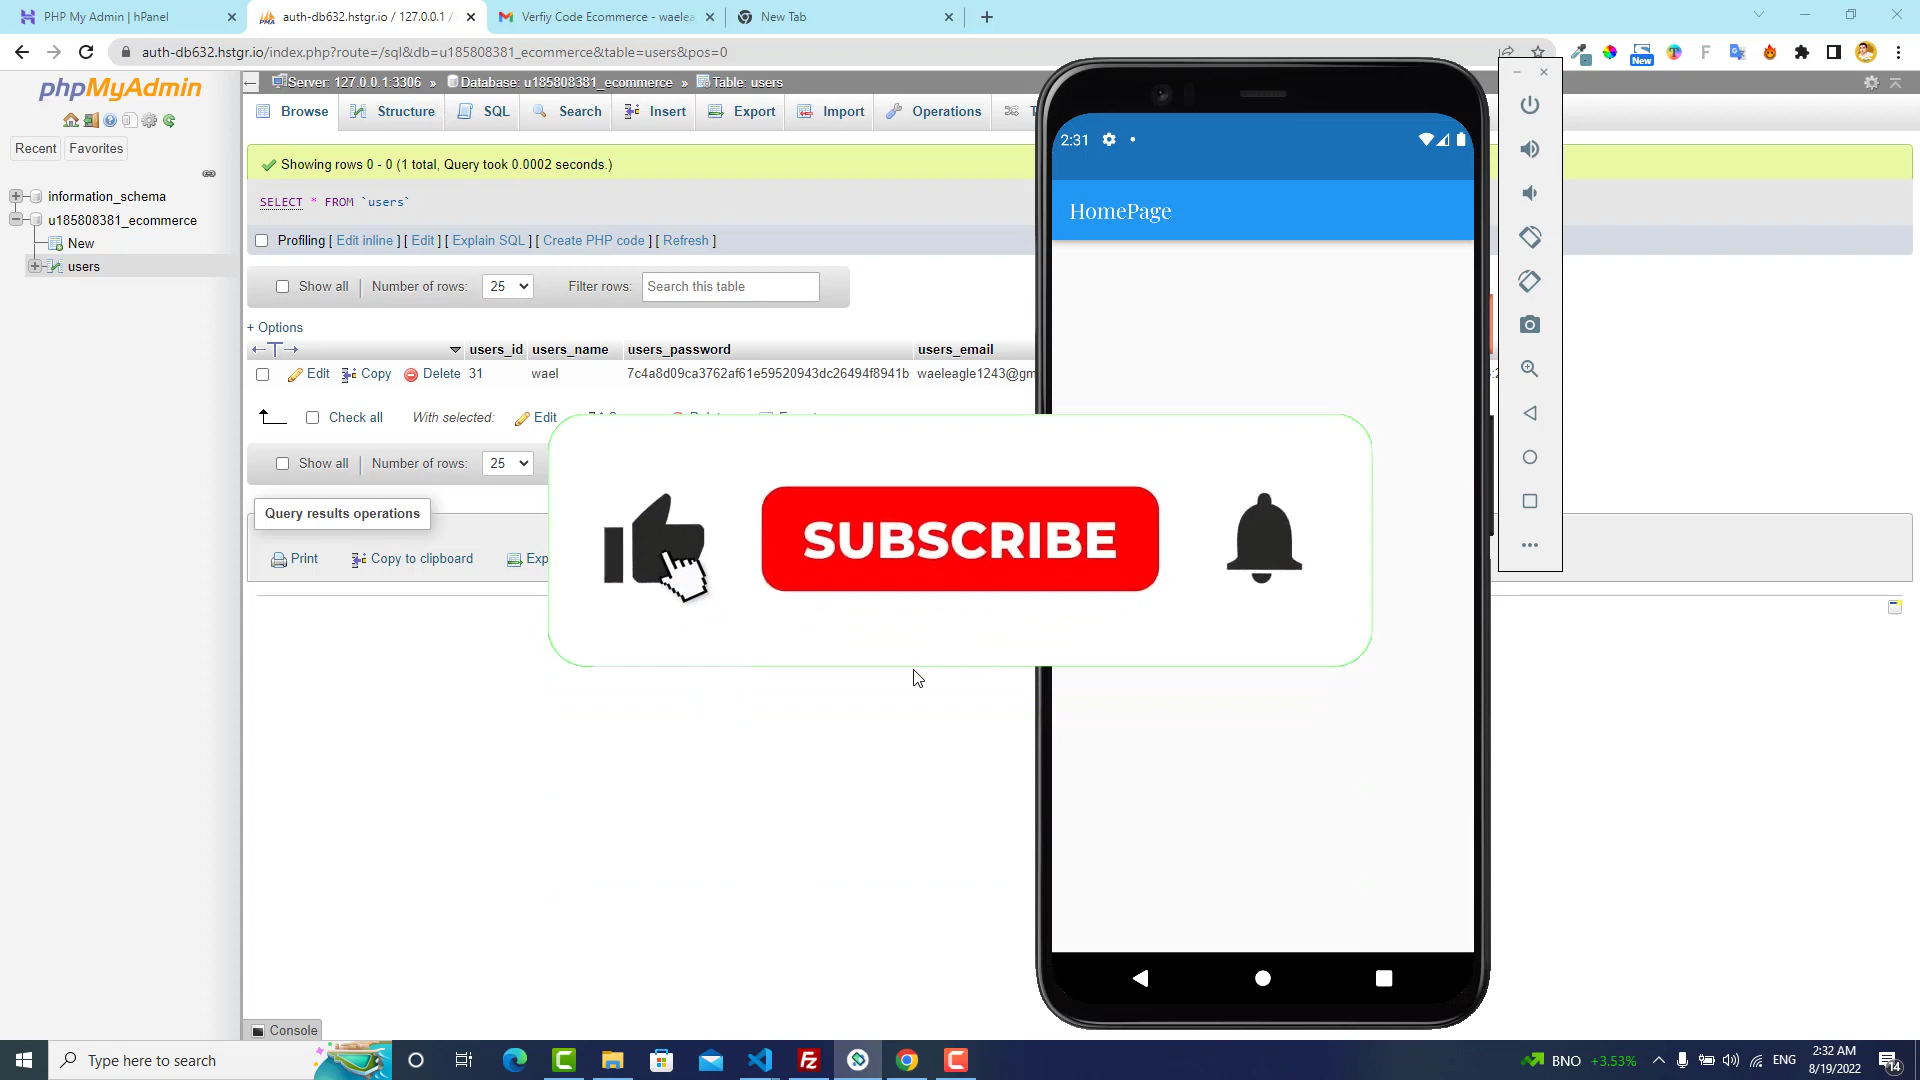 PHP My Admin | hPanel
auth-db632.hstgr.io / 127.0.0.1 /
Verfiy Code Ecommerce - waelea
New Tab
auth-db632.hstgr.io/index.php?route=/sql&db=u185808381_ecommerce&table=users&pos=0
New
phpMyAdmin
Recent
Favorites
information_schema
u185808381_ecommerce
New
users
Server: 127.0.0.1:3306 » Database: u185808381_ecommerce » Table: users
Browse
Structure
SQL
Search
Insert
Export
Import
Operations
Showing rows 0 - 0 (1 total, Query took 0.0002 seconds.)
SELECT * FROM `users`
Profiling [ Edit inline ] [ Edit ] [ Explain SQL ] [ Create PHP code ] [ Refresh ]
Show all
Number of rows:
25
Filter rows:
Search this table
+ Options
users_id users_name users_password users_email
Edit Copy Delete 31 wael 7c4a8d09ca3762af61e59520943dc26494f8941b waeleagle1243@gm
Check all With selected: Edit
Show all
Number of rows:
25
Query results operations
Print
Copy to clipboard
Exp
Console
2:31
HomePage
SUBSCRIBE
Type here to search
BNO +3.53%
ENG
2:32 AM
8/19/2022
14